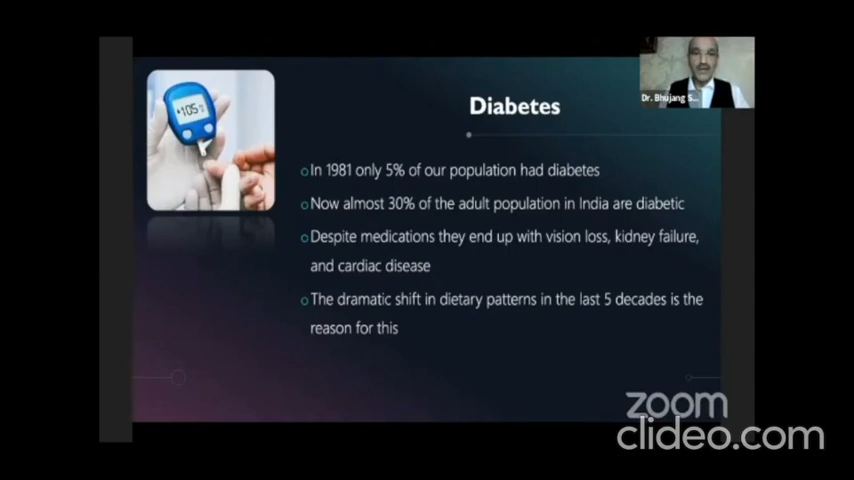 105
Dr. Bhujang S...
Diabetes
In 1981 only 5% of our population had diabetes
Now almost 30% of the adult population in India are diabetic
Despite medications they end up with vision loss, kidney failure,
and cardiac disease
The dramatic shift in dietary patterns in the last 5 decades is the
reason for this
zoom
clideo.com